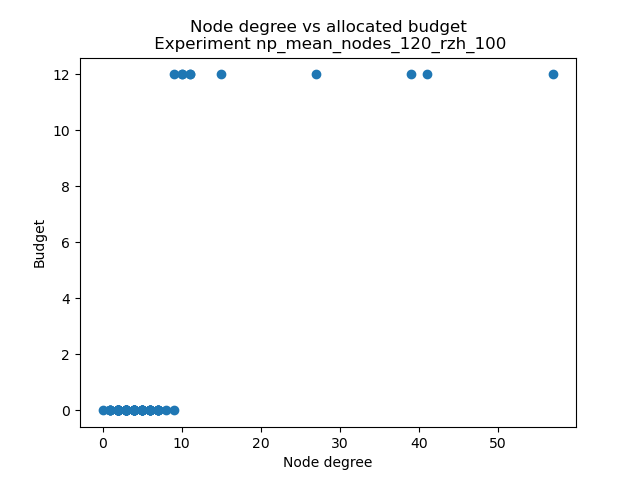 Node degree vs allocated budget
Experiment np_mean_nodes_120_rzh_100
12
10
8
6
4
2
0
Budget
0 10 20 30 40 50
Node degree